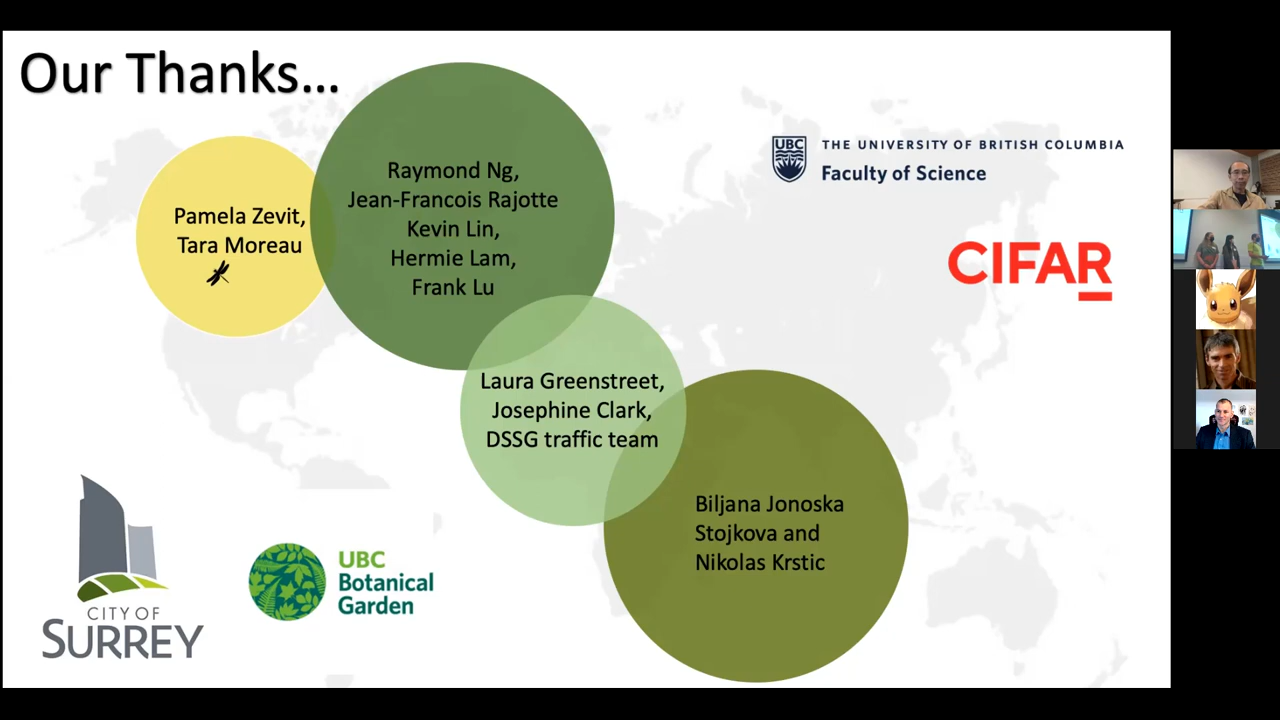 Our Thanks...
Pamela Zevit,
Tara Moreau
Raymond Ng,
Jean-Francois Rajotte
Kevin Lin,
Hermie Lam,
Frank Lu
Laura Greenstreet,
Josephine Clark,
DSSG traffic team
Biljana Jonoska
Stojkova and
Nikolas Krstic
UBC
THE UNIVERSITY OF BRITISH COLUMBIA
Faculty of Science
CIFAR
CITY OF
SURREY
UBC
Botanical
Garden